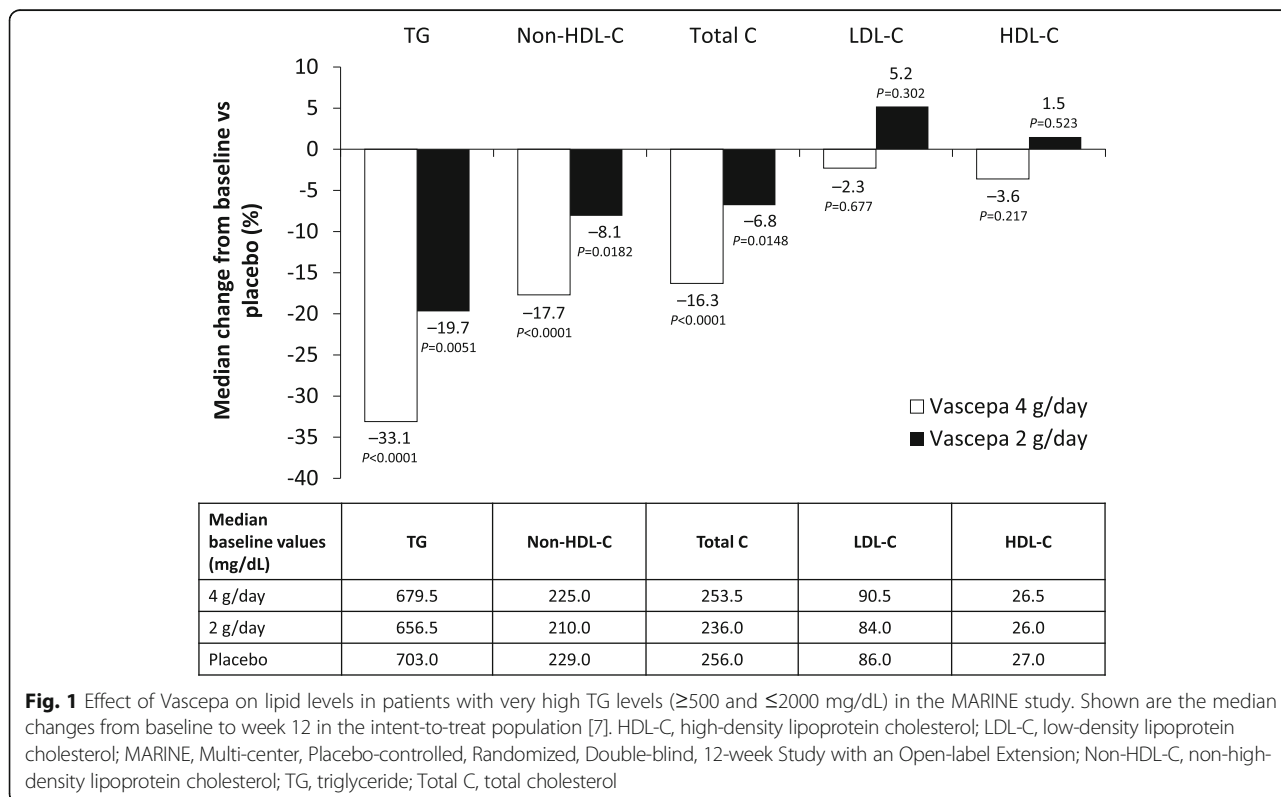 TG Non-HDL-C Total C LDL-C HDL-C
Median change from baseline vs
placebo (%)
10
5
0
-5
-10
-15
-20
-25
-30
-35
-40
−33.1
P<0.0001
−19.7
P=0.0051
−17.7
P<0.0001
−8.1
P=0.0182
−16.3
P<0.0001
−6.8
P=0.0148
−2.3
P=0.677
5.2
P=0.302
−3.6
P=0.217
1.5
P=0.523
Vascepa 4 g/day
Vascepa 2 g/day
Median
baseline values
(mg/dL)
TG Non-HDL-C Total C LDL-C HDL-C
4 g/day 679.5 225.0 253.5 90.5 26.5
2 g/day 656.5 210.0 236.0 84.0 26.0
Placebo 703.0 229.0 256.0 86.0 27.0
Fig. 1 Effect of Vascepa on lipid levels in patients with very high TG levels (≥500 and ≤2000 mg/dL) in the MARINE study. Shown are the median
changes from baseline to week 12 in the intent-to-treat population [7]. HDL-C, high-density lipoprotein cholesterol; LDL-C, low-density lipoprotein
cholesterol; MARINE, Multi-center, Placebo-controlled, Randomized, Double-blind, 12-week Study with an Open-label Extension; Non-HDL-C, non-high-
density lipoprotein cholesterol; TG, triglyceride; Total C, total cholesterol